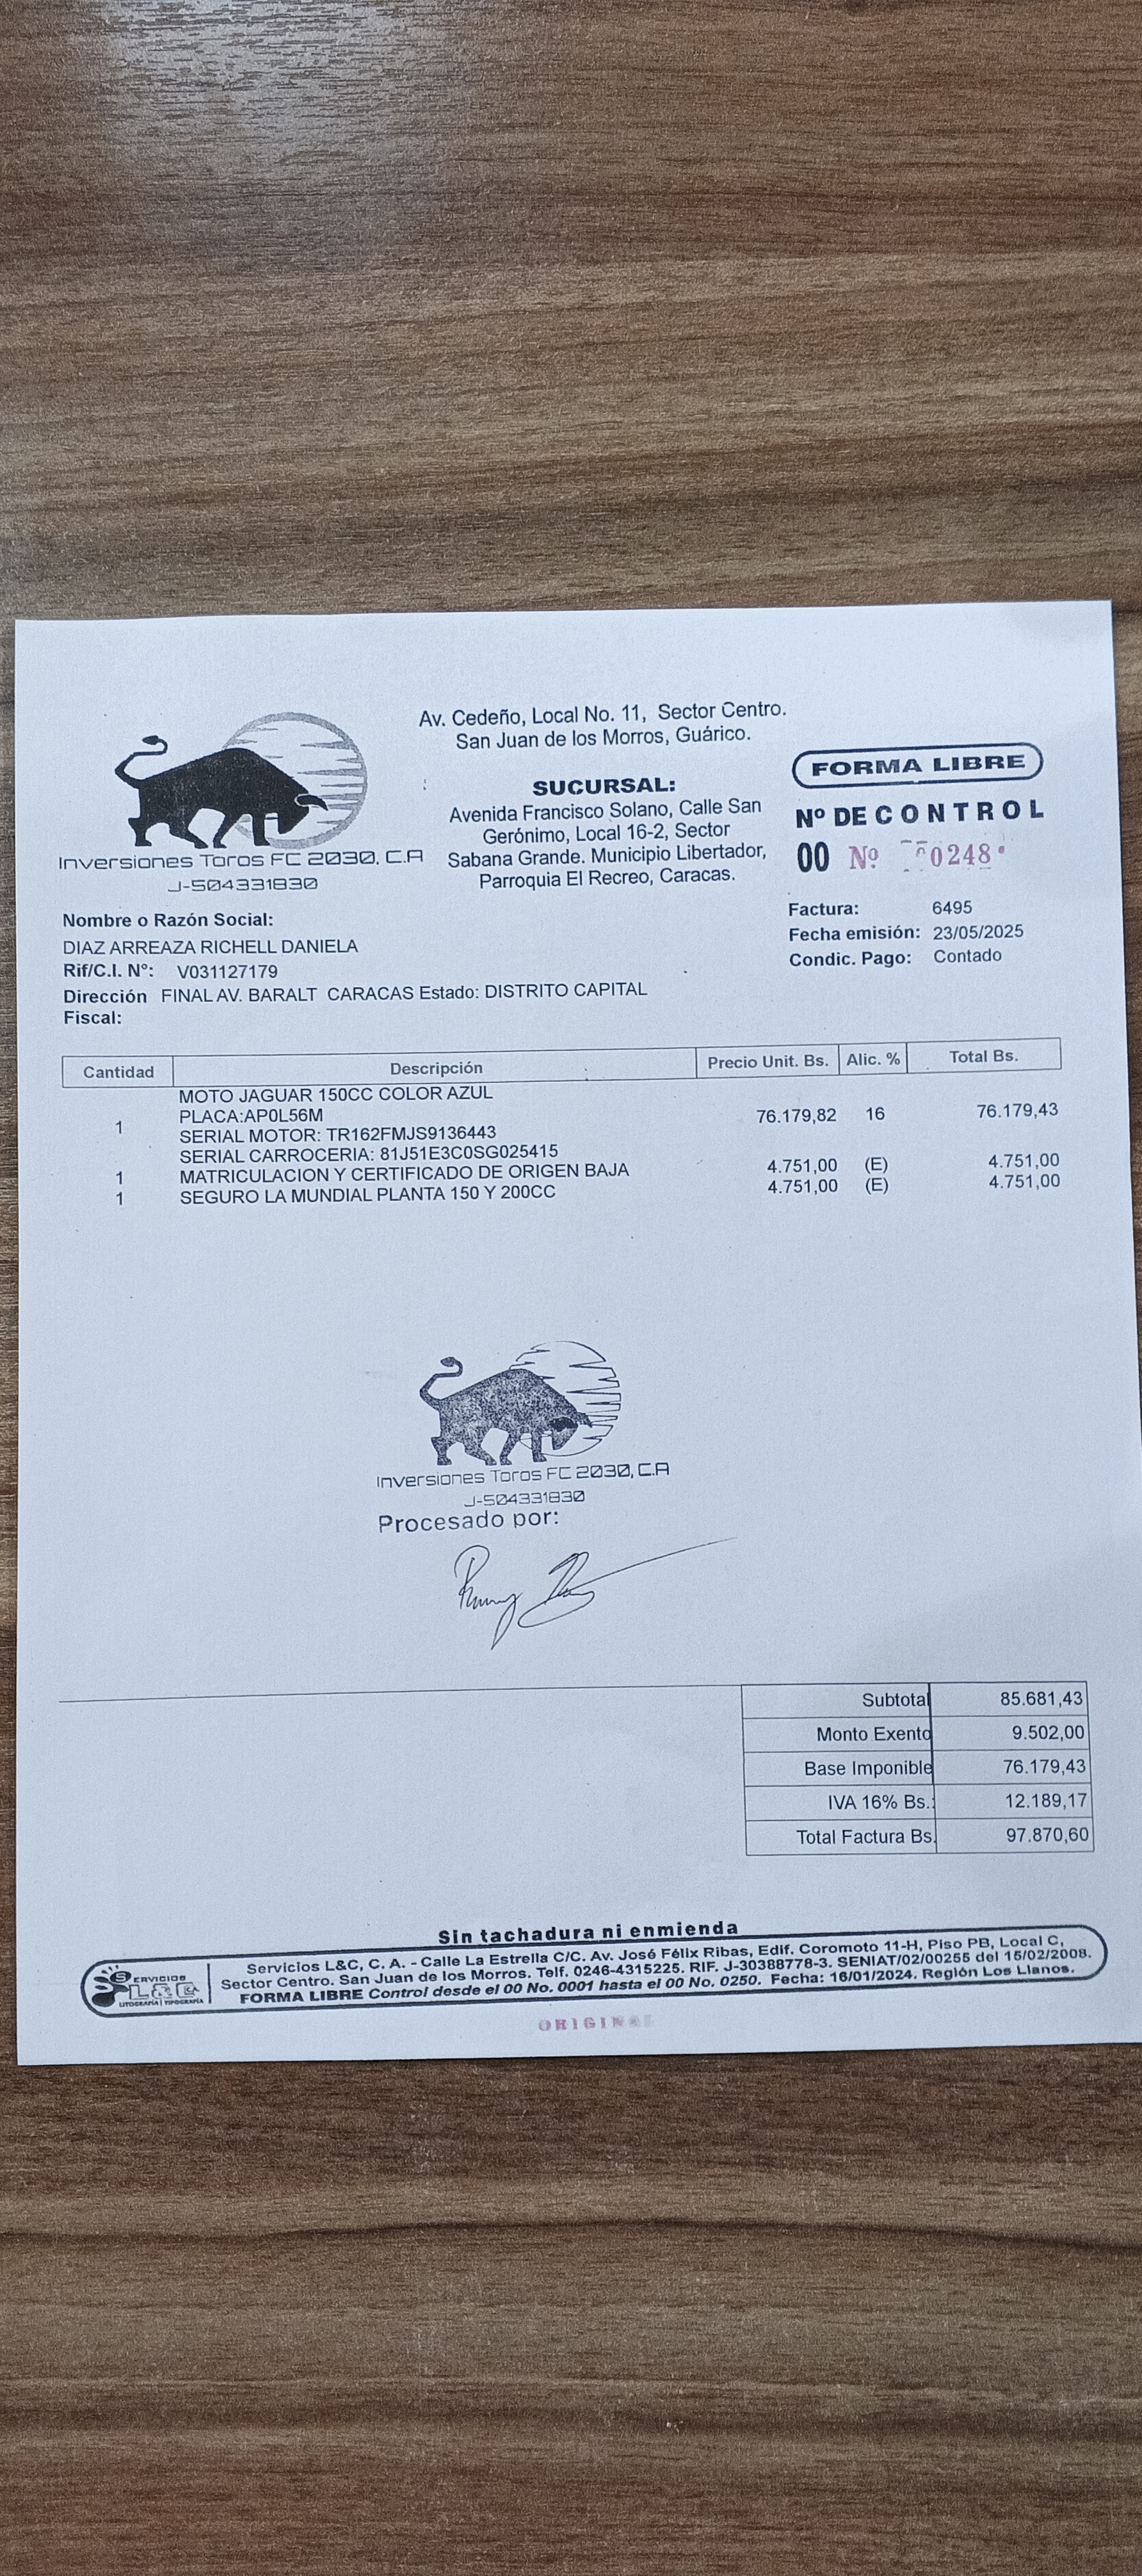 Av. Cedeño, Local No. 11, Sector Centro.
San Juan de los Morros, Guárico.
SUCURSAL:
Avenida Francisco Solano, Calle San
Gerónimo, Local 16-2, Sector
Sabana Grande. Municipio Libertador,
Parroquia El Recreo, Caracas.
Inversiones Toros FC 2030, C.A
J-504331830
FORMA LIBRE
Nº DE CONTROL
00 Nº 0248
Factura: 6495
Fecha emisión: 23/05/2025
Condic. Pago: Contado
Nombre o Razón Social:
DIAZ ARREAZA RICHELL DANIELA
Rif/C.I. N°: V031127179
Dirección FINAL AV. BARALT CARACAS Estado: DISTRITO CAPITAL
Fiscal:
Cantidad Descripción Precio Unit. Bs. Alic. % Total Bs.
MOTO JAGUAR 150CC COLOR AZUL
PLACA:AP0L56M
1 76.179,82 16 76.179,43
SERIAL MOTOR: TR162FMJS9136443
SERIAL CARROCERIA: 81J51E3C0SG025415
1 MATRICULACION Y CERTIFICADO DE ORIGEN BAJA 4.751,00 (E) 4.751,00
1 SEGURO LA MUNDIAL PLANTA 150 Y 200CC 4.751,00 (E) 4.751,00
Inversiones Toros FC 2030, C.A
J-504331830
Procesado por:
Subtotal 85.681,43
Monto Exento 9.502,00
Base Imponible 76.179,43
IVA 16% Bs.: 12.189,17
Total Factura Bs. 97.870,60
Sin tachadura ni enmienda
SERVICIOS
L&C
LITOGRAFÍA | TIPOGRAFÍA
Servicios L&C, C. A. - Calle La Estrella C/C. Av. José Félix Ribas, Edif. Coromoto 11-H, Piso PB, Local C,
Sector Centro. San Juan de los Morros. Telf. 0246-4315225. RIF. J-30388778-3. SENIAT/02/00255 del 15/02/2008.
FORMA LIBRE Control desde el 00 No. 0001 hasta el 00 No. 0250. Fecha: 16/01/2024. Región Los Llanos.
ORIGINAL